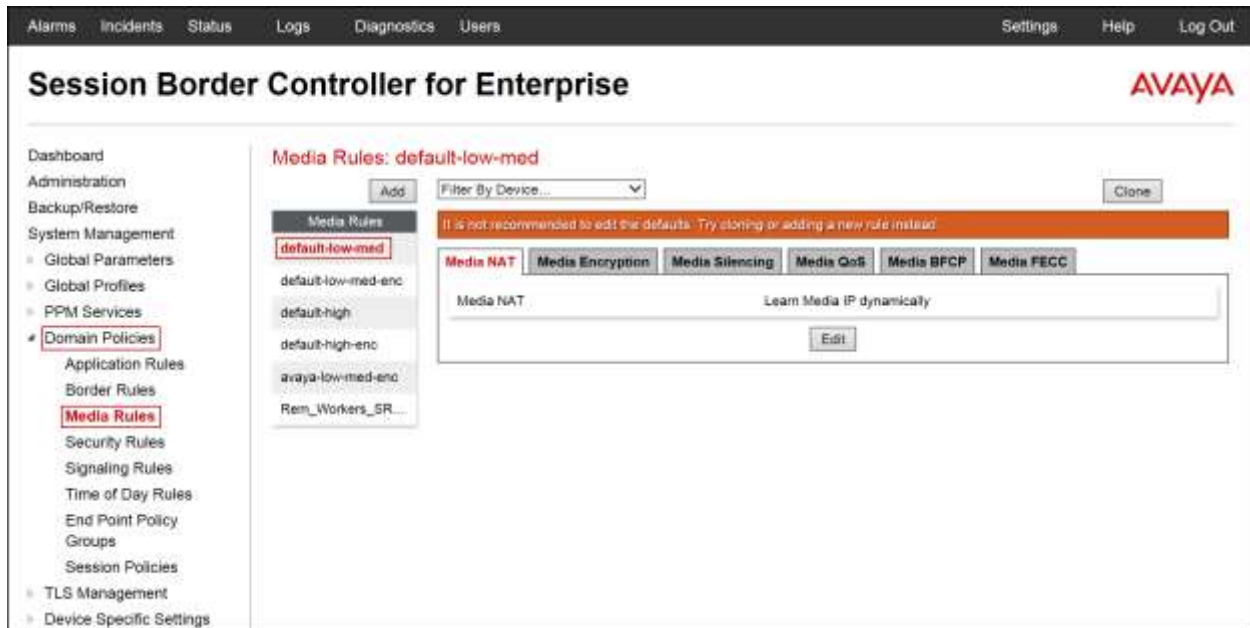 Alarms Incidents Status Logs Diagnostics Users Settings Help Log Out
Session Border Controller for Enterprise
AVAYA
Dashboard
Administration
Backup/Restore
System Management
Global Parameters
Global Profiles
PPM Services
Domain Policies
Application Rules
Border Rules
Media Rules
Security Rules
Signaling Rules
Time of Day Rules
End Point Policy
Groups
Session Policies
TLS Management
Device Specific Settings
Media Rules: default-low-med
Add
Filter By Device...
Clone
Media Rules
default-low-med
default-low-med-enc
default-high
default-high-enc
avaya-low-med-enc
Rem_Workers_SR...
It is not recommended to edit the defaults. Try cloning or adding a new rule instead.
Media NAT Media Encryption Media Silencing Media QoS Media BFCP Media FECC
Media NAT Learn Media IP dynamically
Edit